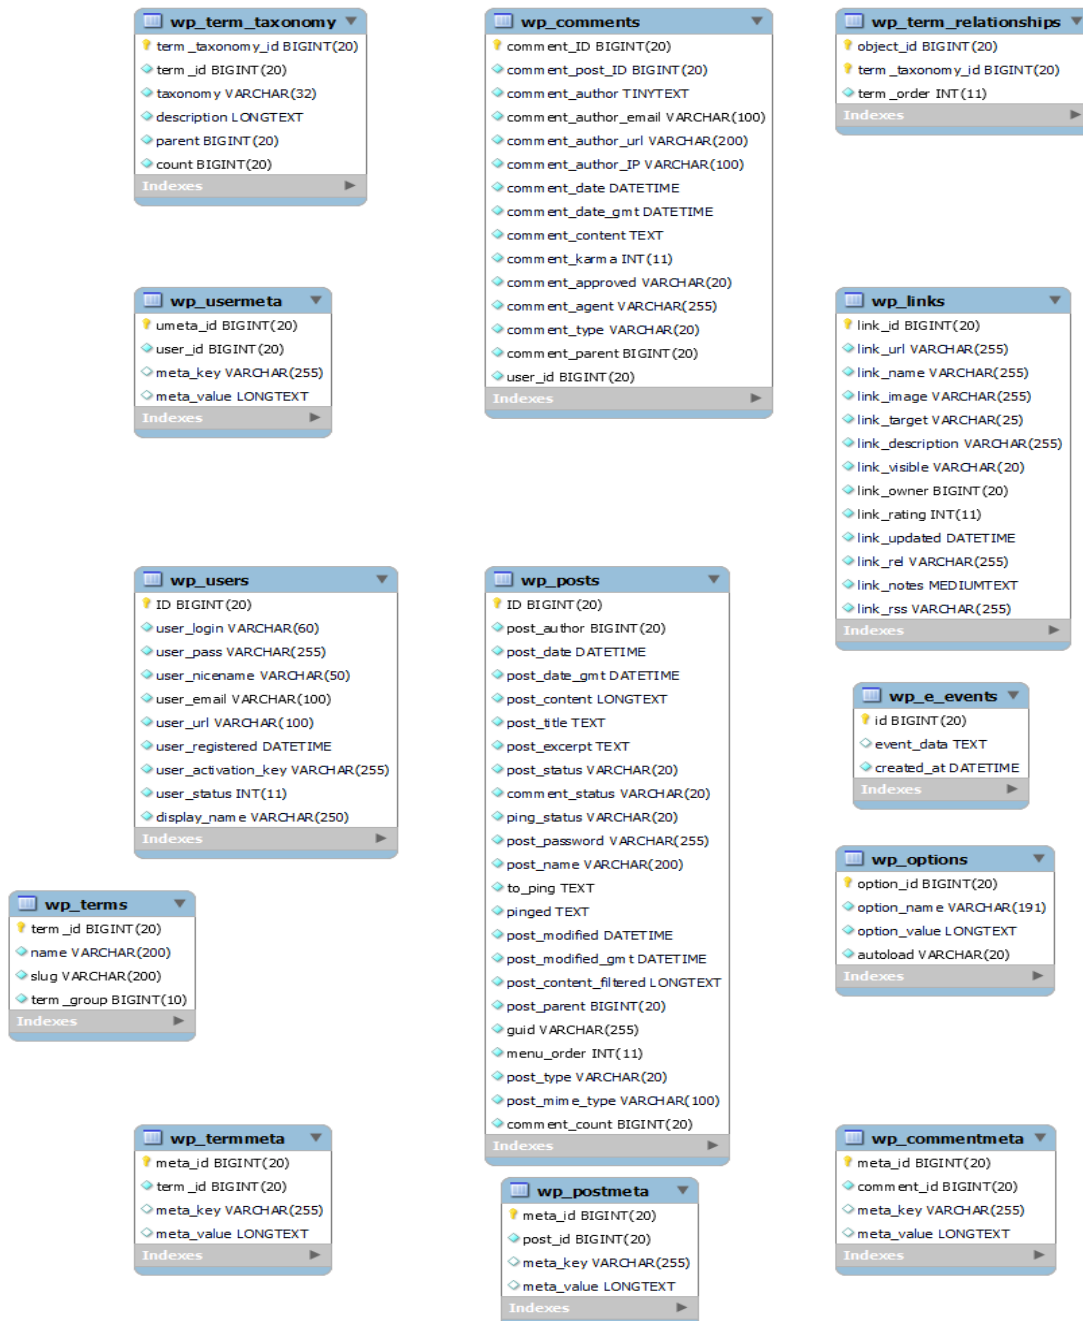 wp_term_taxonomy
term_taxonomy_id BIGINT(20)
term_id BIGINT(20)
taxonomy VARCHAR(32)
description LONGTEXT
parent BIGINT(20)
count BIGINT(20)
Indexes
wp_comments
comment_ID BIGINT(20)
comment_post_ID BIGINT(20)
comment_author TINYTEXT
comment_author_email VARCHAR(100)
comment_author_url VARCHAR(200)
comment_author_IP VARCHAR(100)
comment_date DATETIME
comment_date_gmt DATETIME
comment_content TEXT
comment_karma INT(11)
comment_approved VARCHAR(20)
comment_agent VARCHAR(255)
comment_type VARCHAR(20)
comment_parent BIGINT(20)
user_id BIGINT(20)
Indexes
wp_term_relationships
object_id BIGINT(20)
term_taxonomy_id BIGINT(20)
term_order INT(11)
Indexes
wp_usermeta
umeta_id BIGINT(20)
user_id BIGINT(20)
meta_key VARCHAR(255)
meta_value LONGTEXT
Indexes
wp_links
link_id BIGINT(20)
link_url VARCHAR(255)
link_name VARCHAR(255)
link_image VARCHAR(255)
link_target VARCHAR(25)
link_description VARCHAR(255)
link_visible VARCHAR(20)
link_owner BIGINT(20)
link_rating INT(11)
link_updated DATETIME
link_rel VARCHAR(255)
link_notes MEDIUMTEXT
link_rss VARCHAR(255)
Indexes
wp_users
ID BIGINT(20)
user_login VARCHAR(60)
user_pass VARCHAR(255)
user_nicename VARCHAR(50)
user_email VARCHAR(100)
user_url VARCHAR(100)
user_registered DATETIME
user_activation_key VARCHAR(255)
user_status INT(11)
display_name VARCHAR(250)
Indexes
wp_posts
ID BIGINT(20)
post_author BIGINT(20)
post_date DATETIME
post_date_gmt DATETIME
post_content LONGTEXT
post_title TEXT
post_excerpt TEXT
post_status VARCHAR(20)
comment_status VARCHAR(20)
ping_status VARCHAR(20)
post_password VARCHAR(255)
post_name VARCHAR(200)
to_ping TEXT
pinged TEXT
post_modified DATETIME
post_modified_gmt DATETIME
post_content_filtered LONGTEXT
post_parent BIGINT(20)
guid VARCHAR(255)
menu_order INT(11)
post_type VARCHAR(20)
post_mime_type VARCHAR(100)
comment_count BIGINT(20)
Indexes
wp_e_events
id BIGINT(20)
event_data TEXT
created_at DATETIME
Indexes
wp_options
option_id BIGINT(20)
option_name VARCHAR(191)
option_value LONGTEXT
autoload VARCHAR(20)
Indexes
wp_terms
term_id BIGINT(20)
name VARCHAR(200)
slug VARCHAR(200)
term_group BIGINT(10)
Indexes
wp_termmeta
meta_id BIGINT(20)
term_id BIGINT(20)
meta_key VARCHAR(255)
meta_value LONGTEXT
Indexes
wp_postmeta
meta_id BIGINT(20)
post_id BIGINT(20)
meta_key VARCHAR(255)
meta_value LONGTEXT
Indexes
wp_commentmeta
meta_id BIGINT(20)
comment_id BIGINT(20)
meta_key VARCHAR(255)
meta_value LONGTEXT
Indexes